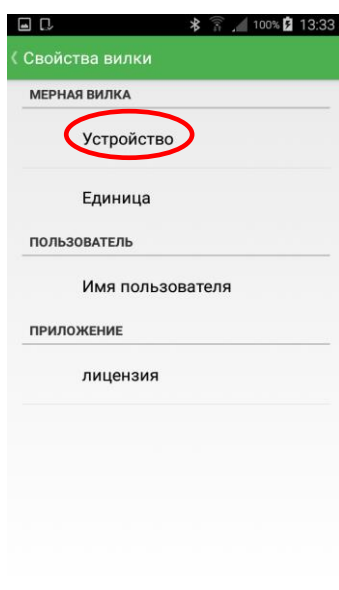 100% 13:33
Свойства вилки
МЕРНАЯ ВИЛКА
Устройство
Единица
ПОЛЬЗОВАТЕЛЬ
Имя пользователя
ПРИЛОЖЕНИЕ
лицензия